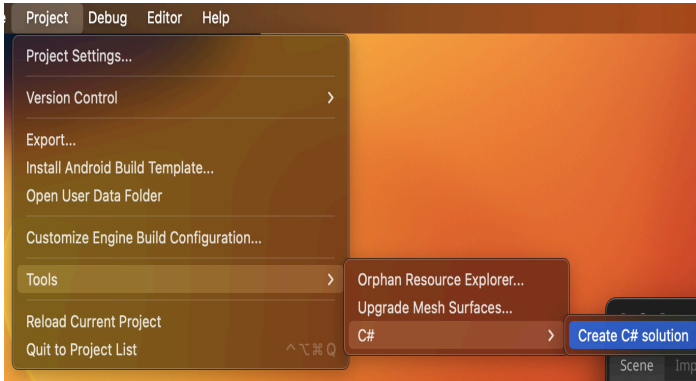 Project Debug Editor Help
Project Settings...
Version Control
Export...
Install Android Build Template...
Open User Data Folder
Customize Engine Build Configuration...
Tools
Orphan Resource Explorer...
Upgrade Mesh Surfaces...
C#
Create C# solution
Reload Current Project
Quit to Project List ^⌥⌘Q
Scene